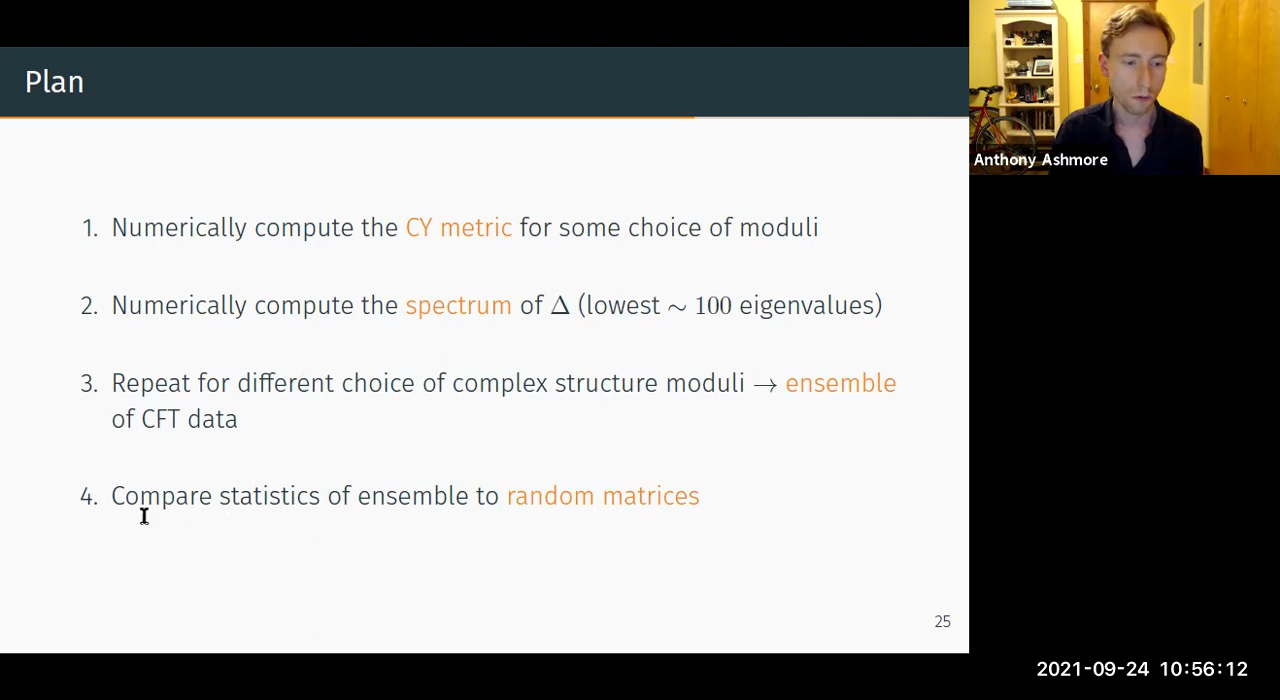 Plan
1. Numerically compute the CY metric for some choice of moduli
2. Numerically compute the spectrum of Δ (lowest ∼ 100 eigenvalues)
3. Repeat for different choice of complex structure moduli → ensemble
of CFT data
4. Compare statistics of ensemble to random matrices
25
Anthony Ashmore
2021-09-24 10:56:12